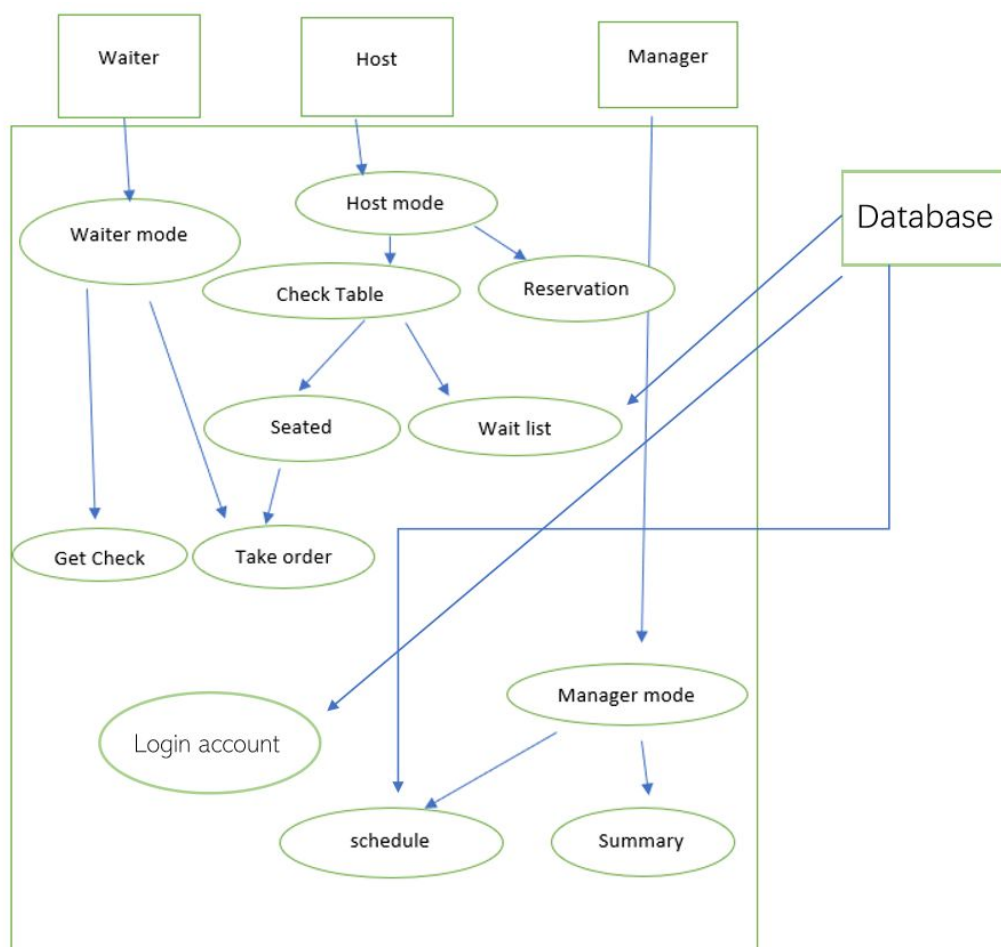 Waiter
Host
Manager
Database
Host mode
Waiter mode
Check Table
Reservation
Seated
Wait list
Get Check
Take order
Manager mode
Login account
schedule
Summary